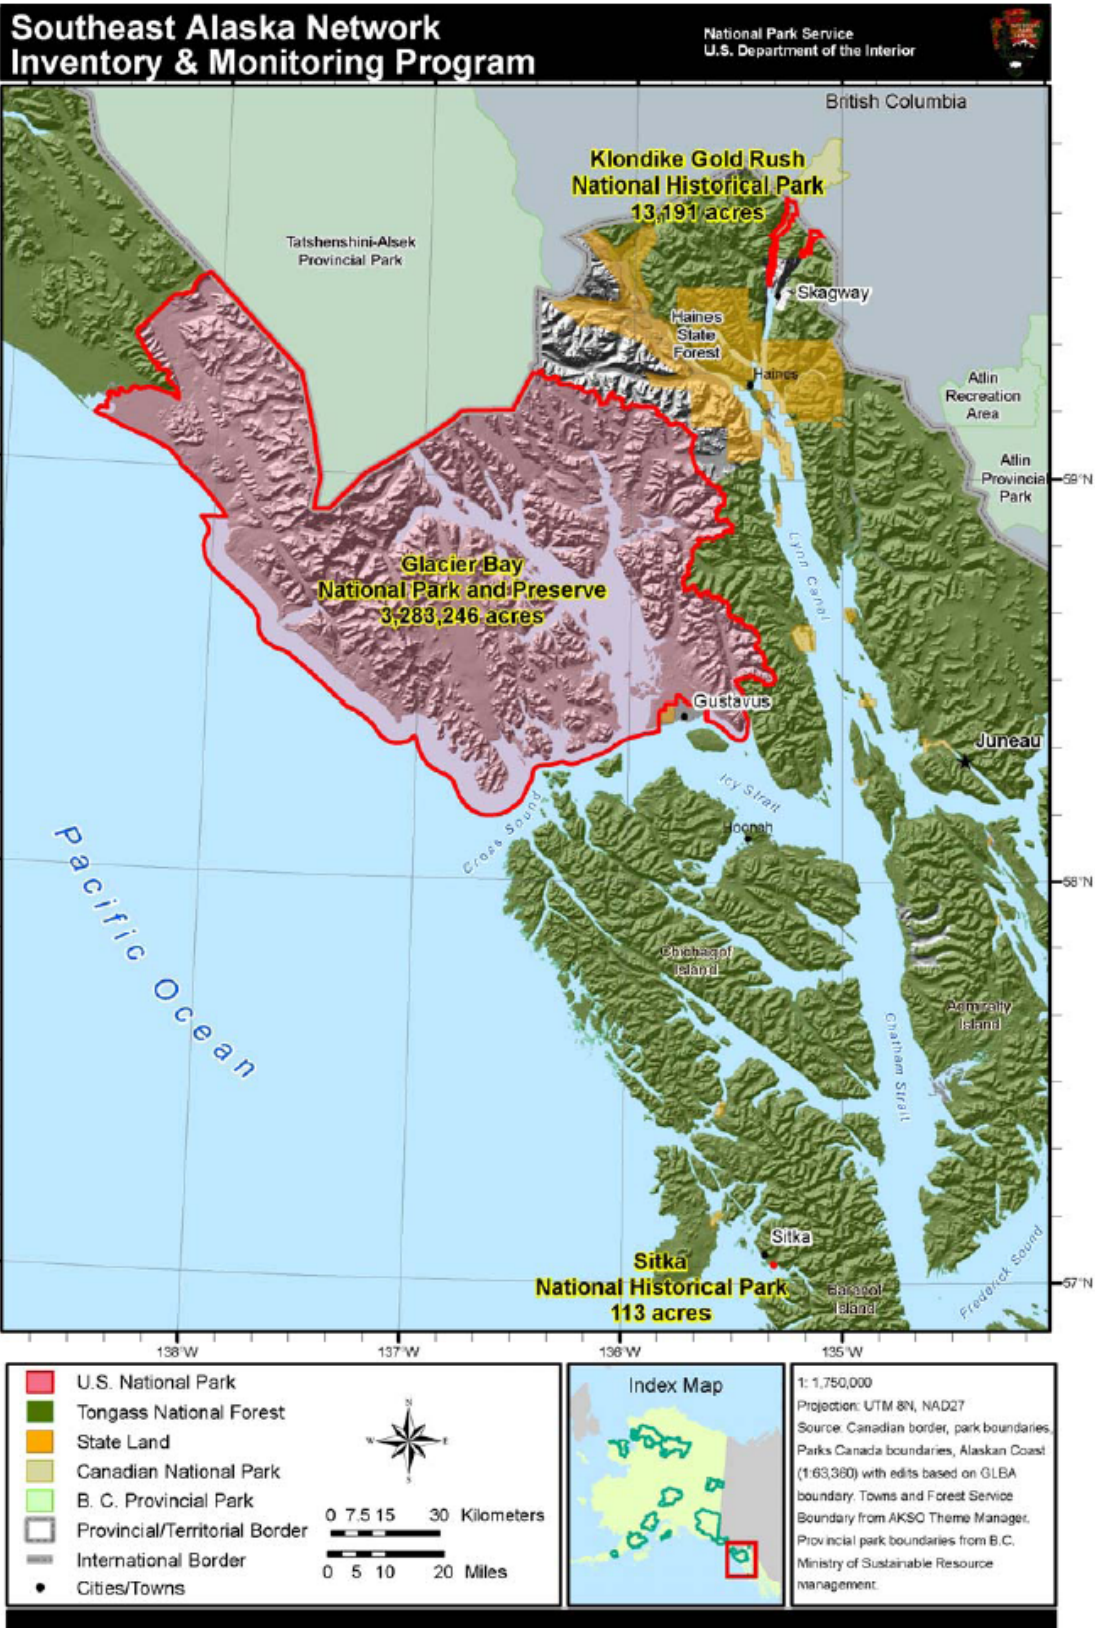 Southeast Alaska Network
Inventory & Monitoring Program
National Park Service
U.S. Department of the Interior
British Columbia
Klondike Gold Rush
National Historical Park
13,191 acres
Tatshenshini-Alsek
Provincial Park
Skagway
Haines
State
Forest
Haines
Atlin
Recreation
Area
Atlin
Provincial
Park
59°N
Lynn Canal
Glacier Bay
National Park and Preserve
3,283,246 acres
Gustavus
Juneau
Icy Strait
Hoonah
Cross Sound
Pacific Ocean
58°N
Chichagof
Island
Admiralty
Island
Chatham Strait
Sitka
Sitka
National Historical Park
113 acres
Baranof
Island
Frederick Sound
57°N
138°W
137°W
136°W
135°W
U.S. National Park
Tongass National Forest
State Land
Canadian National Park
B. C. Provincial Park
Provincial/Territorial Border
International Border
Cities/Towns
N
W
E
S
0 7.5 15 30 Kilometers
0 5 10 20 Miles
Index Map
1: 1,750,000
Projection: UTM 8N, NAD27
Source: Canadian border, park boundaries,
Parks Canada boundaries, Alaskan Coast
(1:63,360) with edits based on GLBA
boundary. Towns and Forest Service
Boundary from AKSO Theme Manager.
Provincial park boundaries from B.C.
Ministry of Sustainable Resource
Management.